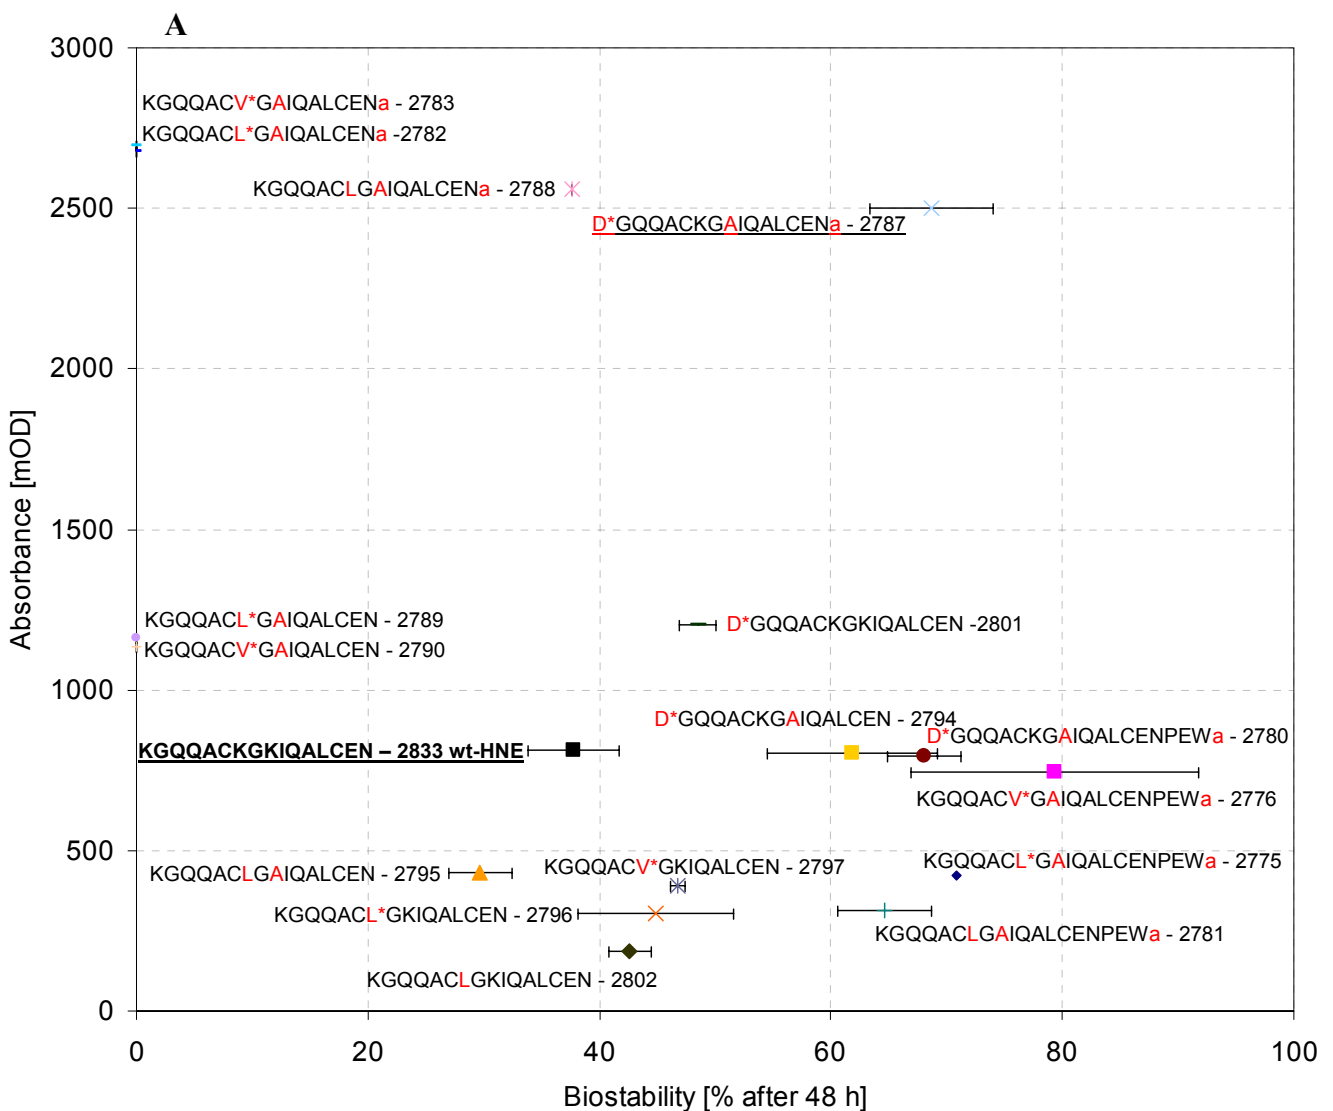 A
3000
KGQQACV*GAIQALCENa - 2783
KGQQACL*GAIQALCENa -2782
KGQQACLGAIQALCENa - 2788
2500
D*GQQACKGAIQALCENa - 2787
2000
Absorbance [mOD]
1500
KGQQACL*GAIQALCEN - 2789
D*GQQACKGKIQALCEN -2801
KGQQACV*GAIQALCEN - 2790
1000
D*GQQACKGAIQALCEN - 2794
D*GQQACKGAIQALCENPEWa - 2780
KGQQACKGKIQALCEN – 2833 wt-HNE
KGQQACV*GAIQALCENPEWa - 2776
500
KGQQACV*GKIQALCEN - 2797
KGQQACL*GAIQALCENPEWa - 2775
KGQQACLGAIQALCEN - 2795
KGQQACL*GKIQALCEN - 2796
KGQQACLGAIQALCENPEWa - 2781
KGQQACLGKIQALCEN - 2802
0
0 20 40 60 80 100
Biostability [% after 48 h]